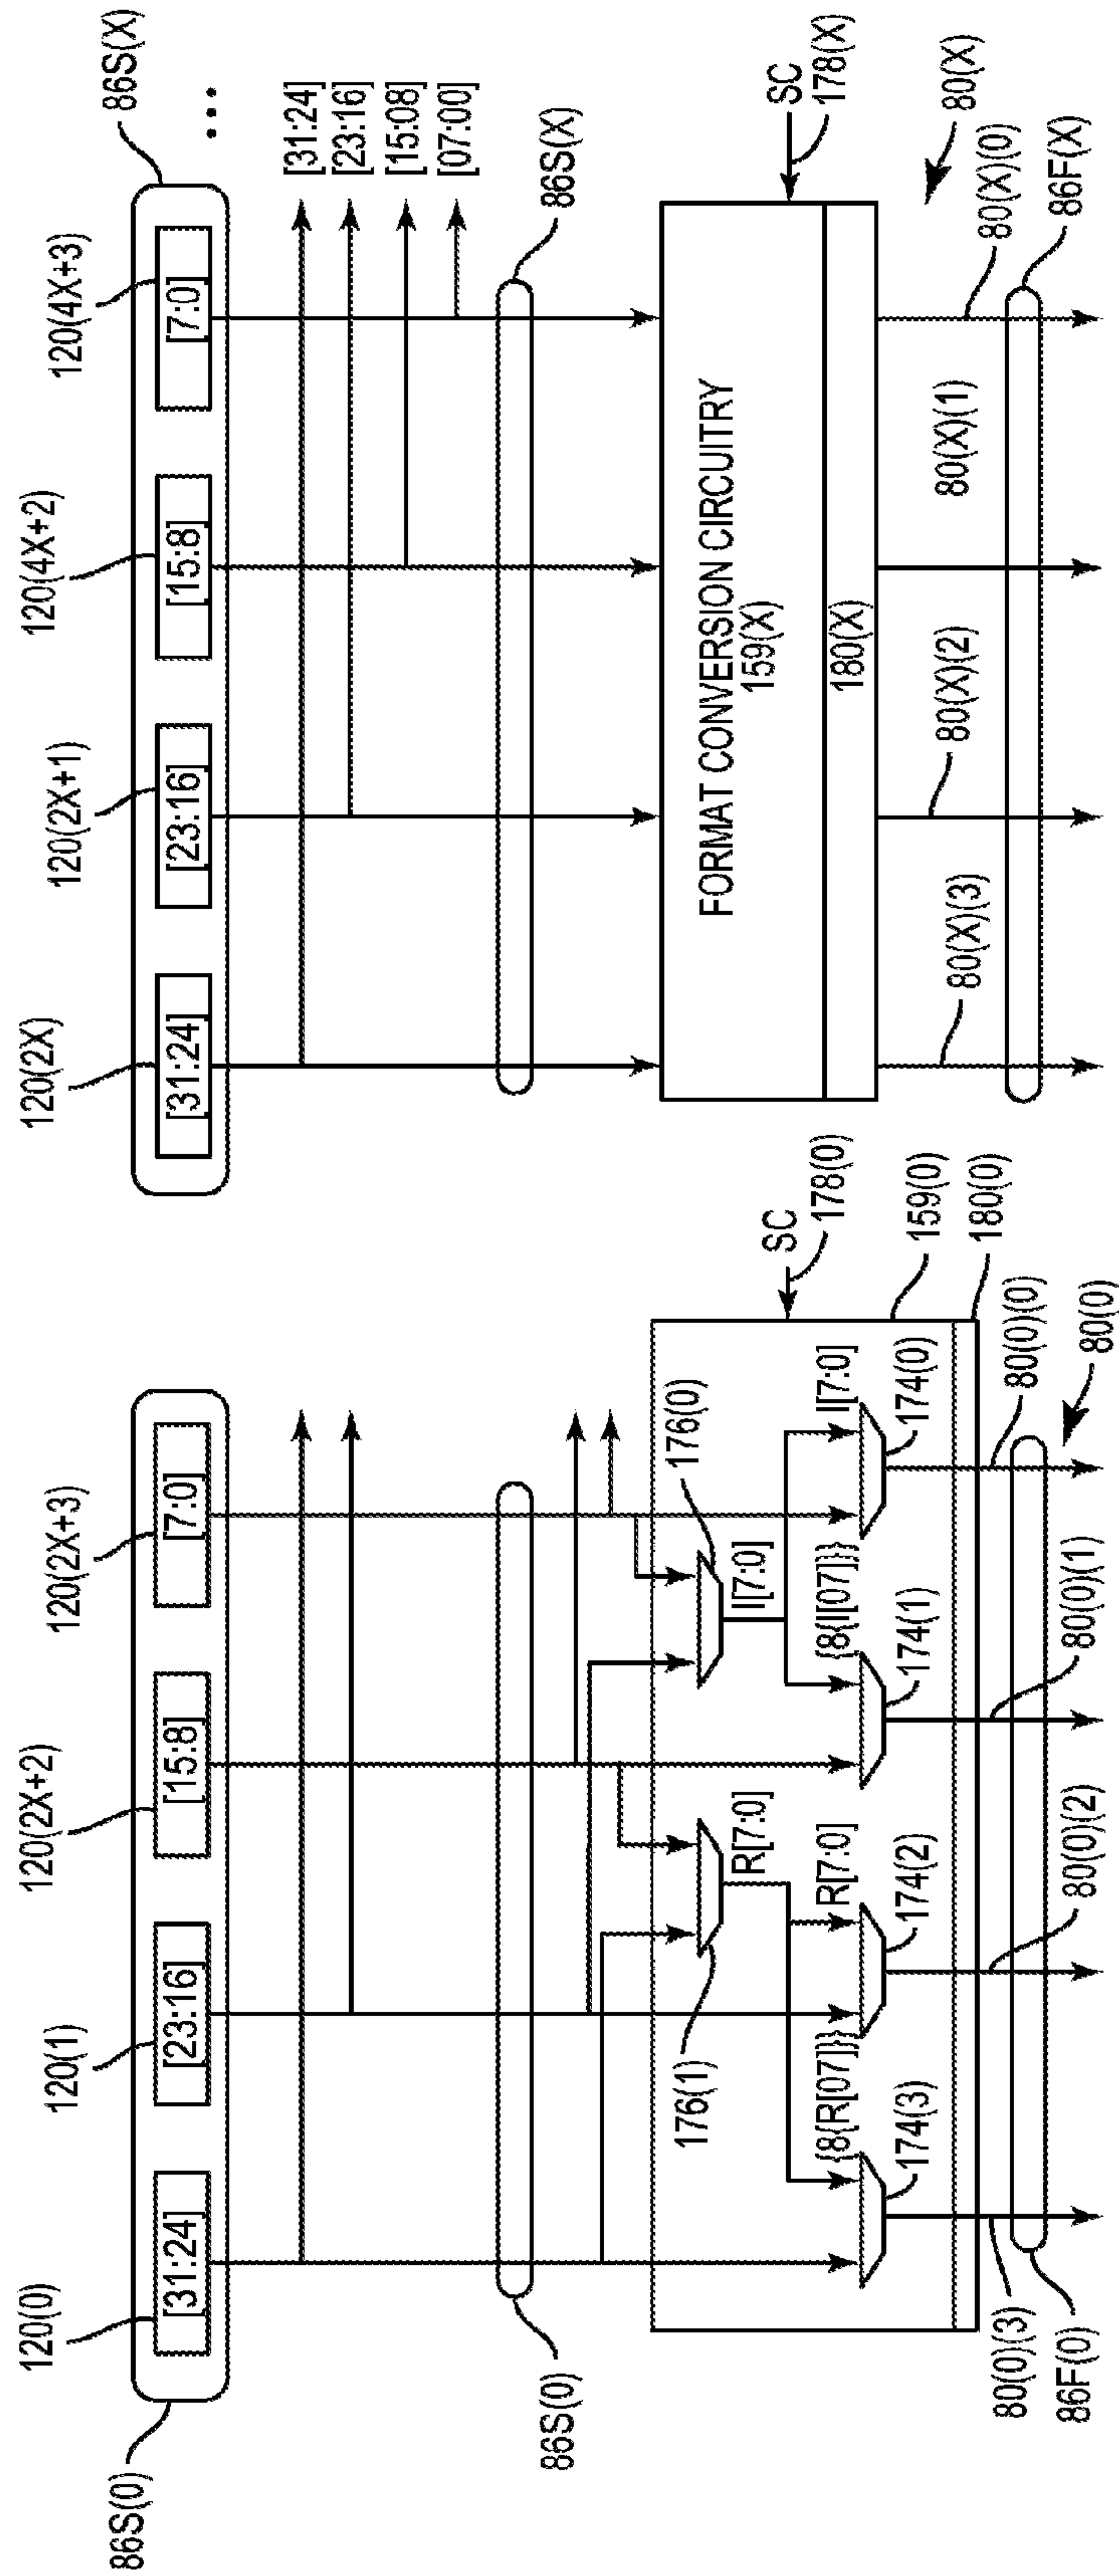 86S(0)
120(0)
[31:24]
120(1)
[23:16]
120(2X+2)
[15:8]
120(2X+3)
[7:0]
86S(0)
176(1)
R[7:0]
176(0)
I[7:0]
SC
178(0)
{8{R[07]}}
R[7:0]
{8{I[07]}}
I[7:0]
174(3)
174(2)
174(1)
174(0)
159(0)
180(0)
80(0)(3)
80(0)(2)
80(0)(1)
80(0)(0)
80(0)
86F(0)
120(2X)
[31:24]
120(2X+1)
[23:16]
120(4X+2)
[15:8]
120(4X+3)
[7:0]
86S(X)
...
[31:24]
[23:16]
[15:08]
[07:00]
86S(X)
FORMAT CONVERSION CIRCUITRY
159(X)
180(X)
SC
178(X)
80(X)
80(X)(3)
80(X)(2)
80(X)(1)
80(X)(0)
86F(X)